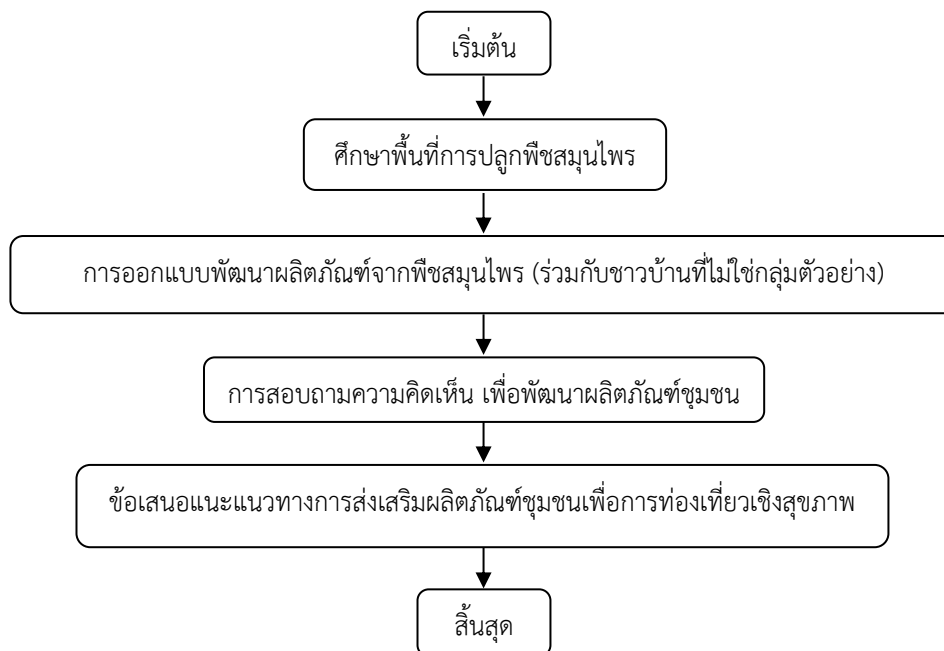 เริ่มต้น
ศึกษาพื้นที่การปลูกพืชสมุนไพร
การออกแบบพัฒนาผลิตภัณฑ์จากพืชสมุนไพร (ร่วมกับชาวบ้านที่ไม่ใช่กลุ่มตัวอย่าง)
การสอบถามความคิดเห็น เพื่อพัฒนาผลิตภัณฑ์ชุมชน
ข้อเสนอแนะแนวทางการส่งเสริมผลิตภัณฑ์ชุมชนเพื่อการท่องเที่ยวเชิงสุขภาพ
สิ้นสุด